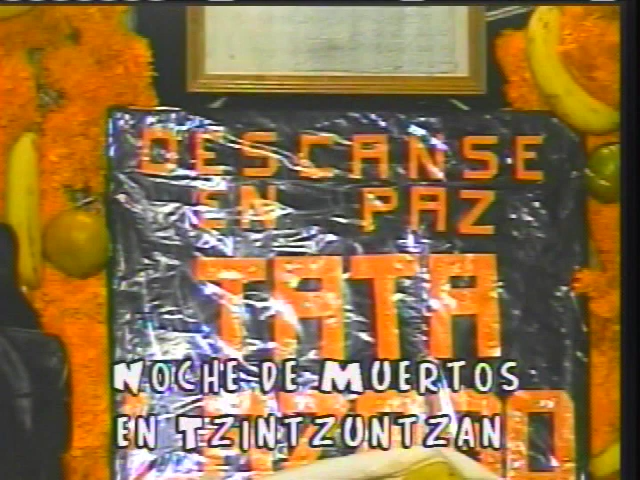 DESCANSE
EN PAZ
TATA
NOCHE DE MUERTOS
EN TZINTZUNTZAN